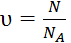 υ = N / N_A